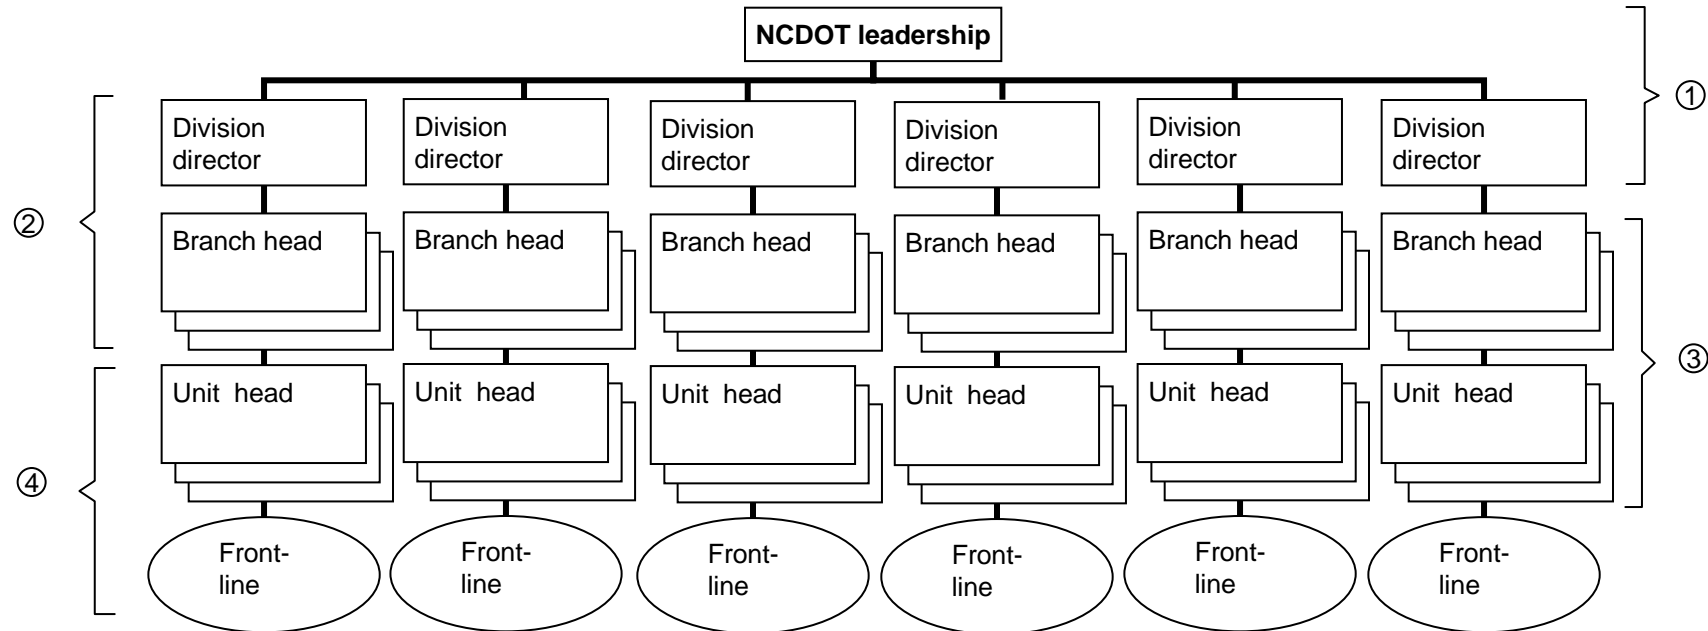 NCDOT leadership
①
Division
director
Division
director
Division
director
Division
director
Division
director
Division
director
②
Branch head
Branch head
Branch head
Branch head
Branch head
Branch head
③
Unit head
Unit head
Unit head
Unit head
Unit head
Unit head
④
Front-
line
Front-
line
Front-
line
Front-
line
Front-
line
Front-
line